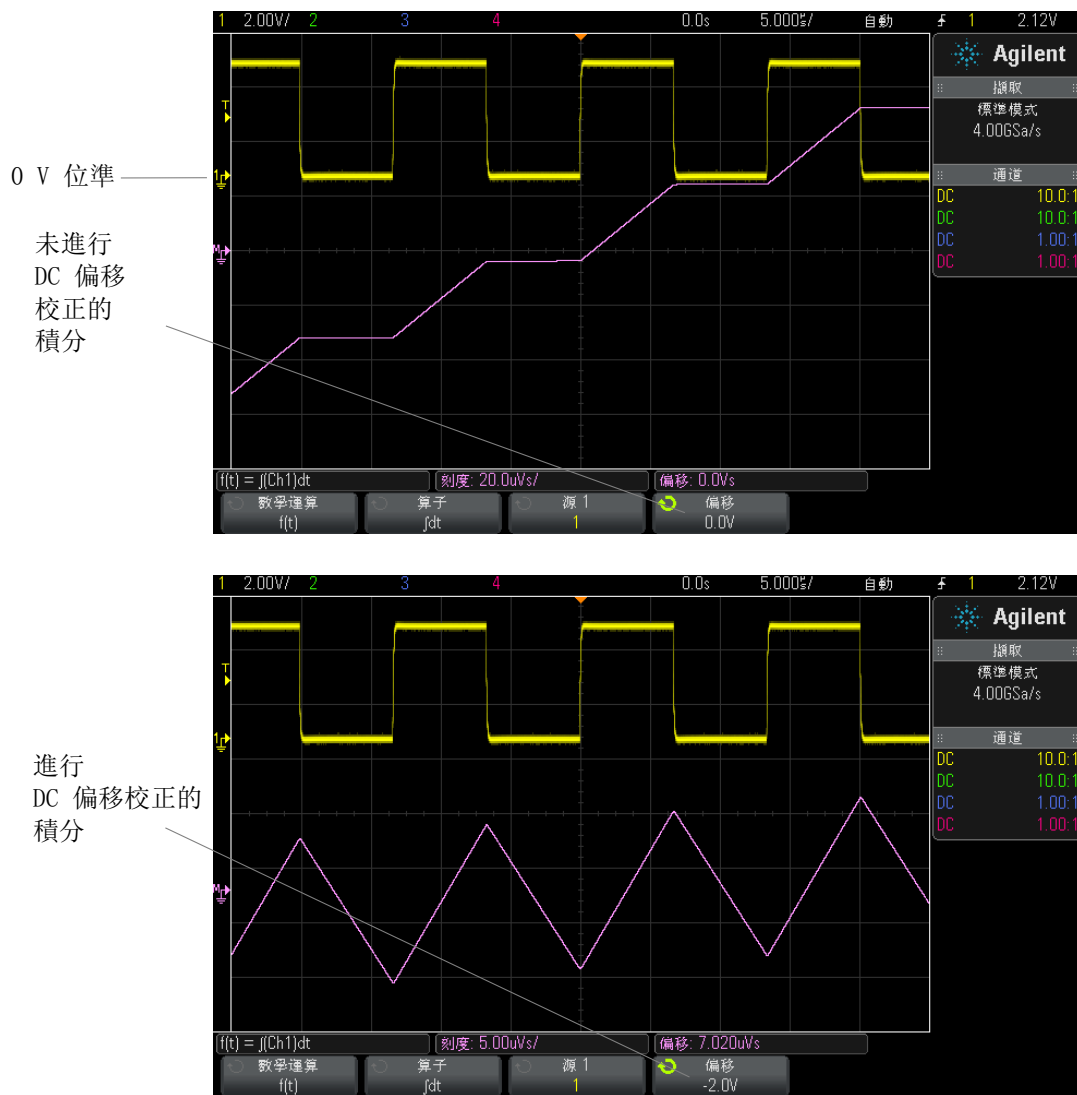 1 2.00V/ 2 3 4 0.0s 5.000㎲/ 自動 1 2.12V
Agilent
擷取
標準模式
4.00GSa/s
通道
DC 10.0:1
DC 10.0:1
DC 1.00:1
DC 1.00:1
T
1
M
0 V 位準
未進行
DC 偏移
校正的
積分
f(t) = ∫(Ch1)dt
刻度: 20.0uVs/
偏移: 0.0Vs
數學運算
f(t)
算子
∫dt
源 1
1
偏移
0.0V
1 2.00V/ 2 3 4 0.0s 5.000㎲/ 自動 1 2.12V
Agilent
擷取
標準模式
4.00GSa/s
通道
DC 10.0:1
DC 10.0:1
DC 1.00:1
DC 1.00:1
T
1
M
進行
DC 偏移校正的
積分
f(t) = ∫(Ch1)dt
刻度: 5.00uVs/
偏移: 7.020uVs
數學運算
f(t)
算子
∫dt
源 1
1
偏移
-2.0V